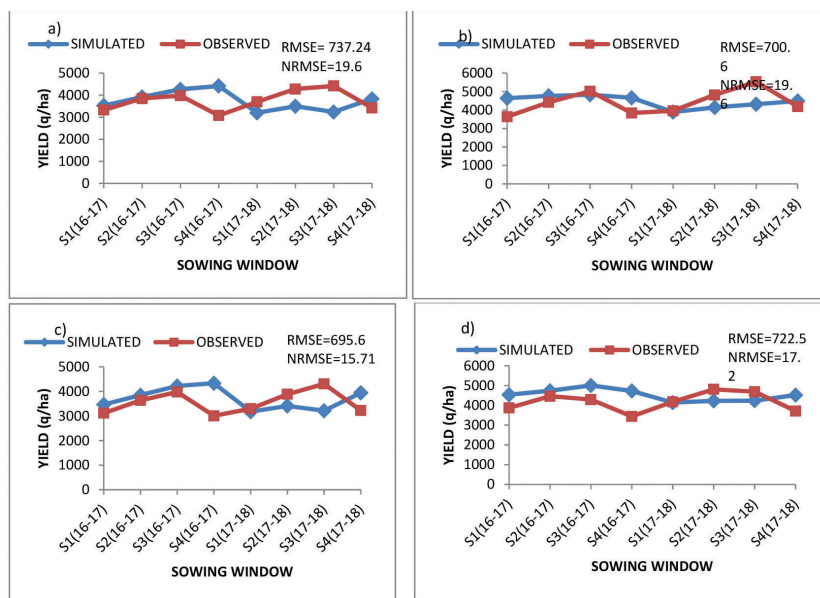 a)
SIMULATED OBSERVED
RMSE= 737.24
NRMSE=19.6
5000
4000
3000
2000
1000
0
YIELD (q/ha)
S1(16-17)
S2(16-17)
S3(16-17)
S4(16-17)
S1(17-18)
S2(17-18)
S3(17-18)
S4(17-18)
SOWING WINDOW
b)
SIMULATED OBSERVED
RMSE=700.
6
NRMSE=19.
6
6000
5000
4000
3000
2000
1000
0
YIELD (q/ha)
S1(16-17)
S2(16-17)
S3(16-17)
S4(16-17)
S1(17-18)
S2(17-18)
S3(17-18)
S4(17-18)
SOWING WINDOW
c)
SIMULATED OBSERVED
RMSE=695.6
NRMSE=15.71
5000
4000
3000
2000
1000
0
YIELD (q/ha)
S1(16-17)
S2(16-17)
S3(16-17)
S4(16-17)
S1(17-18)
S2(17-18)
S3(17-18)
S4(17-18)
SOWING WINDOW
d)
SIMULATED OBSERVED
RMSE=722.5
NRMSE=17.
2
6000
5000
4000
3000
2000
1000
0
YIELD (q/ha)
S1(16-17)
S2(16-17)
S3(16-17)
S4(16-17)
S1(17-18)
S2(17-18)
S3(17-18)
S4(17-18)
SOWING WINDOW